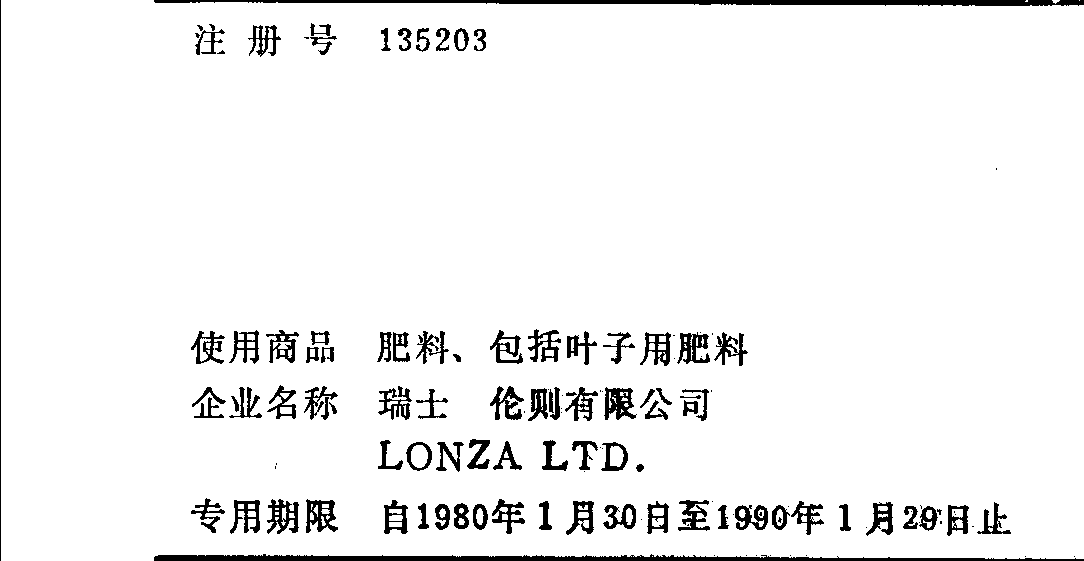 注册号 135203
使用商品 肥料、包括叶子用肥料
企业名称 瑞士 伦则有限公司
LONZA LTD.
专用期限 自1980年1月30日至1990年1月29日止